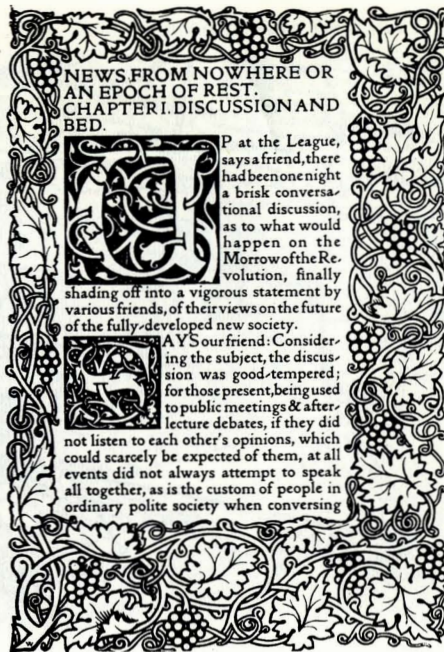 NEWS FROM NOWHERE OR
AN EPOCH OF REST.
CHAPTER I. DISCUSSION AND
BED.
UP at the League,
says a friend, there
had been one night
a brisk conversa-
tional discussion,
as to what would
happen on the
Morrow of the Re-
volution, finally
shading off into a vigorous statement by
various friends, of their views on the future
of the fully-developed new society.
SAYS our friend: Consider-
ing the subject, the discus-
sion was good-tempered;
for those present, being used
to public meetings & after-
lecture debates, if they did
not listen to each other's opinions, which
could scarcely be expected of them, at all
events did not always attempt to speak
all together, as is the custom of people in
ordinary polite society when conversing